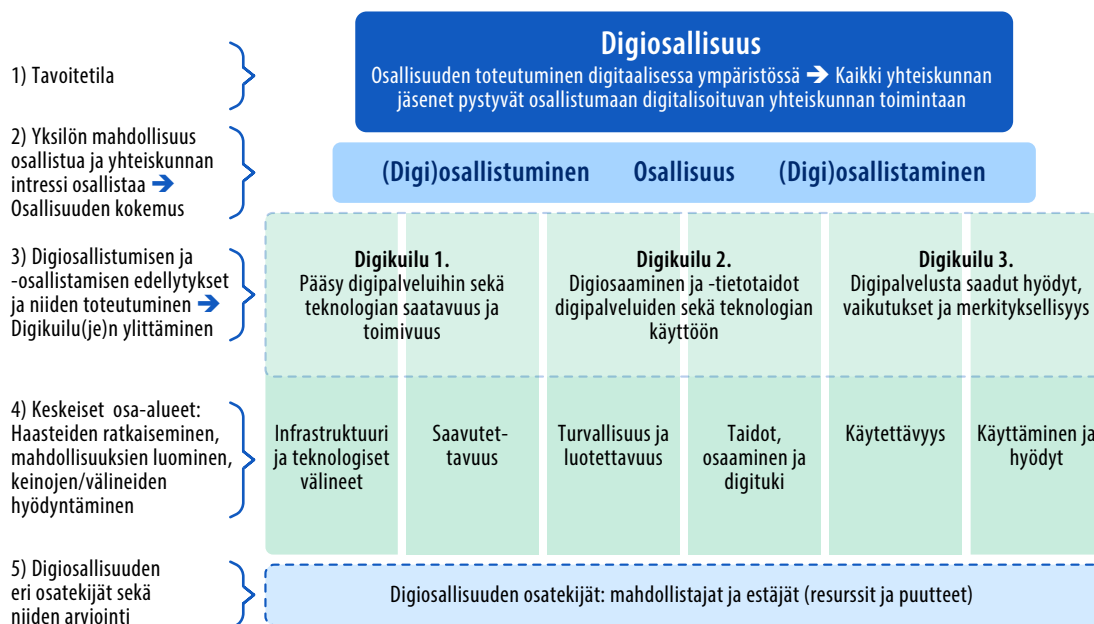 1) Tavoitetila
Digiosallisuus
Osallisuuden toteutuminen digitaalisessa ympäristössä ➔ Kaikki yhteiskunnan
jäsenet pystyvät osallistumaan digitalisoituvan yhteiskunnan toimintaan
2) Yksilön mahdollisuus
osallistua ja yhteiskunnan
intressi osallistaa ➔
Osallisuuden kokemus
(Digi)osallistuminen Osallisuus (Digi)osallistaminen
3) Digiosallistumisen ja
-osallistamisen edellytykset
ja niiden toteutuminen ➔
Digikuilu(je)n ylittäminen
Digikuilu 1.
Pääsy digipalveluihin sekä
teknologian saatavuus ja
toimivuus
Digikuilu 2.
Digiosaaminen ja -tietotaidot
digipalveluiden sekä teknologian
käyttöön
Digikuilu 3.
Digipalvelusta saadut hyödyt,
vaikutukset ja merkityksellisyys
4) Keskeiset osa-alueet:
Haasteiden ratkaiseminen,
mahdollisuuksien luominen,
keinojen/välineiden
hyödyntäminen
Infrastruktuuri
ja teknologiset
välineet
Saavutet-
tavuus
Turvallisuus ja
luotettavuus
Taidot,
osaaminen ja
digituki
Käytettävyys
Käyttäminen ja
hyödyt
5) Digiosallisuuden
eri osatekijät sekä
niiden arviointi
Digiosallisuuden osatekijät: mahdollistajat ja estäjät (resurssit ja puutteet)